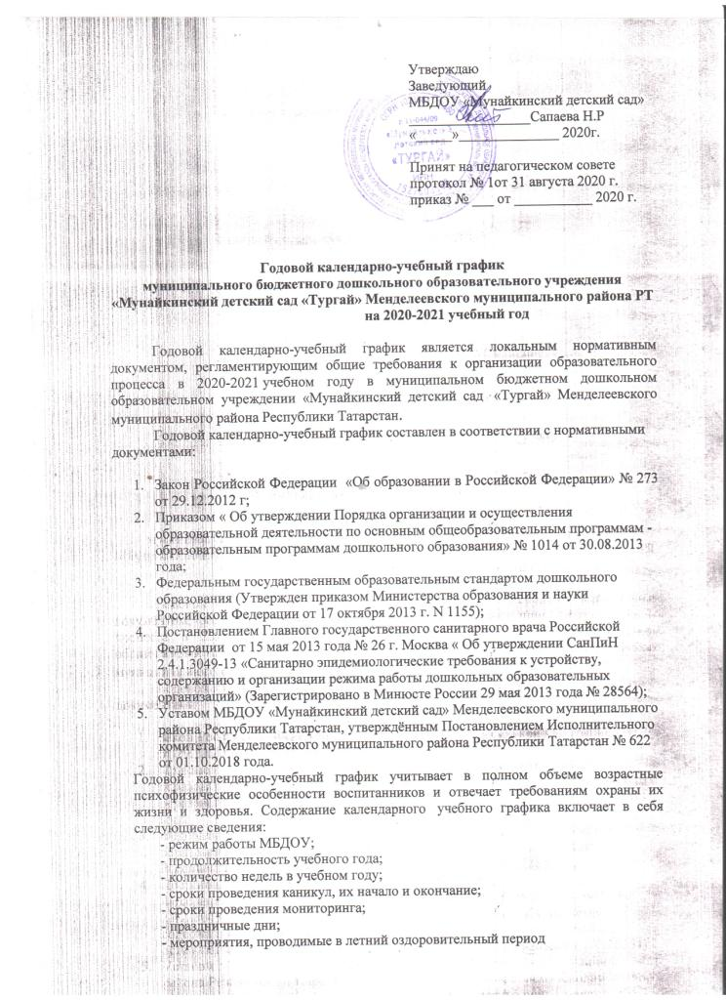 Утверждаю
Заведующий
МБДОУ «Мунайкинский детский сад»
_________________Сапаева Н.Р
«_____»______________ 2020г.
«ТУРГАЙ»
Принят на педагогическом совете
протокол № 1от 31 августа 2020 г.
приказ № ___ от ___________ 2020 г.
Годовой календарно-учебный график
муниципального бюджетного дошкольного образовательного учреждения
«Мунайкинский детский сад «Тургай» Менделеевского муниципального района РТ
на 2020-2021 учебный год
Годовой календарно-учебный график является локальным нормативным
документом, регламентирующим общие требования к организации образовательного
процесса в 2020-2021 учебном году в муниципальном бюджетном дошкольном
образовательном учреждении «Мунайкинский детский сад «Тургай» Менделеевского
муниципального района Республики Татарстан.
Годовой календарно-учебный график составлен в соответствии с нормативными
документами:
1. Закон Российской Федерации «Об образовании в Российской Федерации» № 273
от 29.12.2012 г;
2. Приказом « Об утверждении Порядка организации и осуществления
образовательной деятельности по основным общеобразовательным программам -
образовательным программам дошкольного образования» № 1014 от 30.08.2013
года;
3. Федеральным государственным образовательным стандартом дошкольного
образования (Утвержден приказом Министерства образования и науки
Российской Федерации от 17 октября 2013 г. N 1155);
4. Постановлением Главного государственного санитарного врача Российской
Федерации от 15 мая 2013 года № 26 г. Москва « Об утверждении СанПиН
2.4.1.3049-13 «Санитарно эпидемиологические требования к устройству,
содержанию и организации режима работы дошкольных образовательных
организаций» (Зарегистрировано в Минюсте России 29 мая 2013 года № 28564);
5. Уставом МБДОУ «Мунайкинский детский сад» Менделеевского муниципального
района Республики Татарстан, утверждённым Постановлением Исполнительного
комитета Менделеевского муниципального района Республики Татарстан № 622
от 01.10.2018 года.
Годовой календарно-учебный график учитывает в полном объеме возрастные
психофизические особенности воспитанников и отвечает требованиям охраны их
жизни и здоровья. Содержание календарного учебного графика включает в себя
следующие сведения:
- режим работы МБДОУ;
- продолжительность учебного года;
- количество недель в учебном году;
- сроки проведения каникул, их начало и окончание;
- сроки проведения мониторинга;
- праздничные дни;
- мероприятия, проводимые в летний оздоровительный период